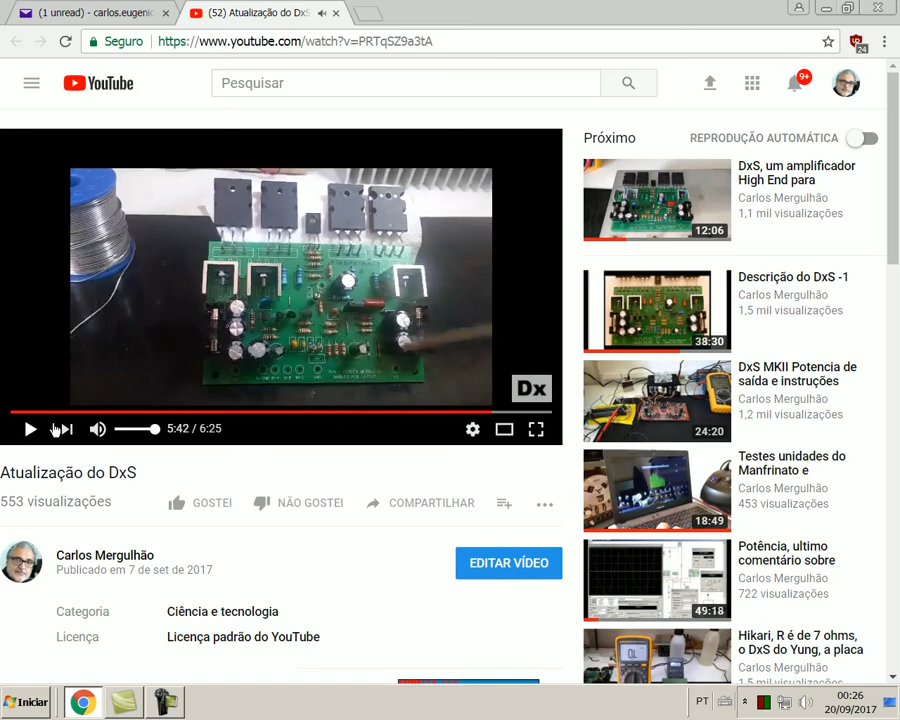 (1 unread) - carlos.eugenio
(52) Atualização do DxS
Seguro
https://www.youtube.com/watch?v=PRTqSZ9a3tA
24
YouTube
Pesquisar
9+
Dx
5:42 / 6:25
Atualização do DxS
553 visualizações
GOSTEI
NÃO GOSTEI
COMPARTILHAR
Carlos Mergulhão
Publicado em 7 de set de 2017
EDITAR VÍDEO
Categoria
Ciência e tecnologia
Licença
Licença padrão do YouTube
Próximo
REPRODUÇÃO AUTOMÁTICA
DxS, um amplificador
High End para
Carlos Mergulhão
1,1 mil visualizações
12:06
Descrição do DxS -1
Carlos Mergulhão
1,5 mil visualizações
38:30
DxS MKII Potencia de
saída e instruções
Carlos Mergulhão
1,2 mil visualizações
24:20
Testes unidades do
Manfrinato e
Carlos Mergulhão
453 visualizações
18:49
Potência, ultimo
comentário sobre
Carlos Mergulhão
722 visualizações
49:18
Hikari, R é de 7 ohms,
o DxS do Yung, a placa
Carlos Mergulhão
1,5 mil visualizações
Iniciar
PT
00:26
20/09/2017